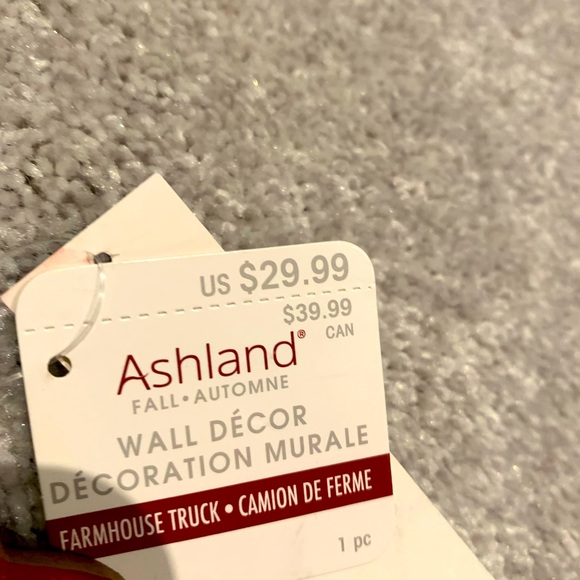 US $29.99
$39.99
CAN
Ashland®
FALL•AUTOMNE
WALL DÉCOR
DÉCORATION MURALE
FARMHOUSE TRUCK • CAMION DE FERME
1 pc